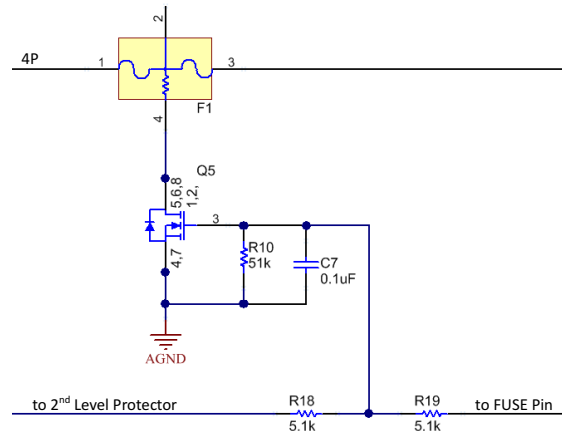 2
4P
1
3
F1
4
Q5
5,6,8
1,2,
3
R10
51k
C7
0.1uF
4,7
AGND
to 2nd Level Protector
R18
5.1k
R19
5.1k
to FUSE Pin